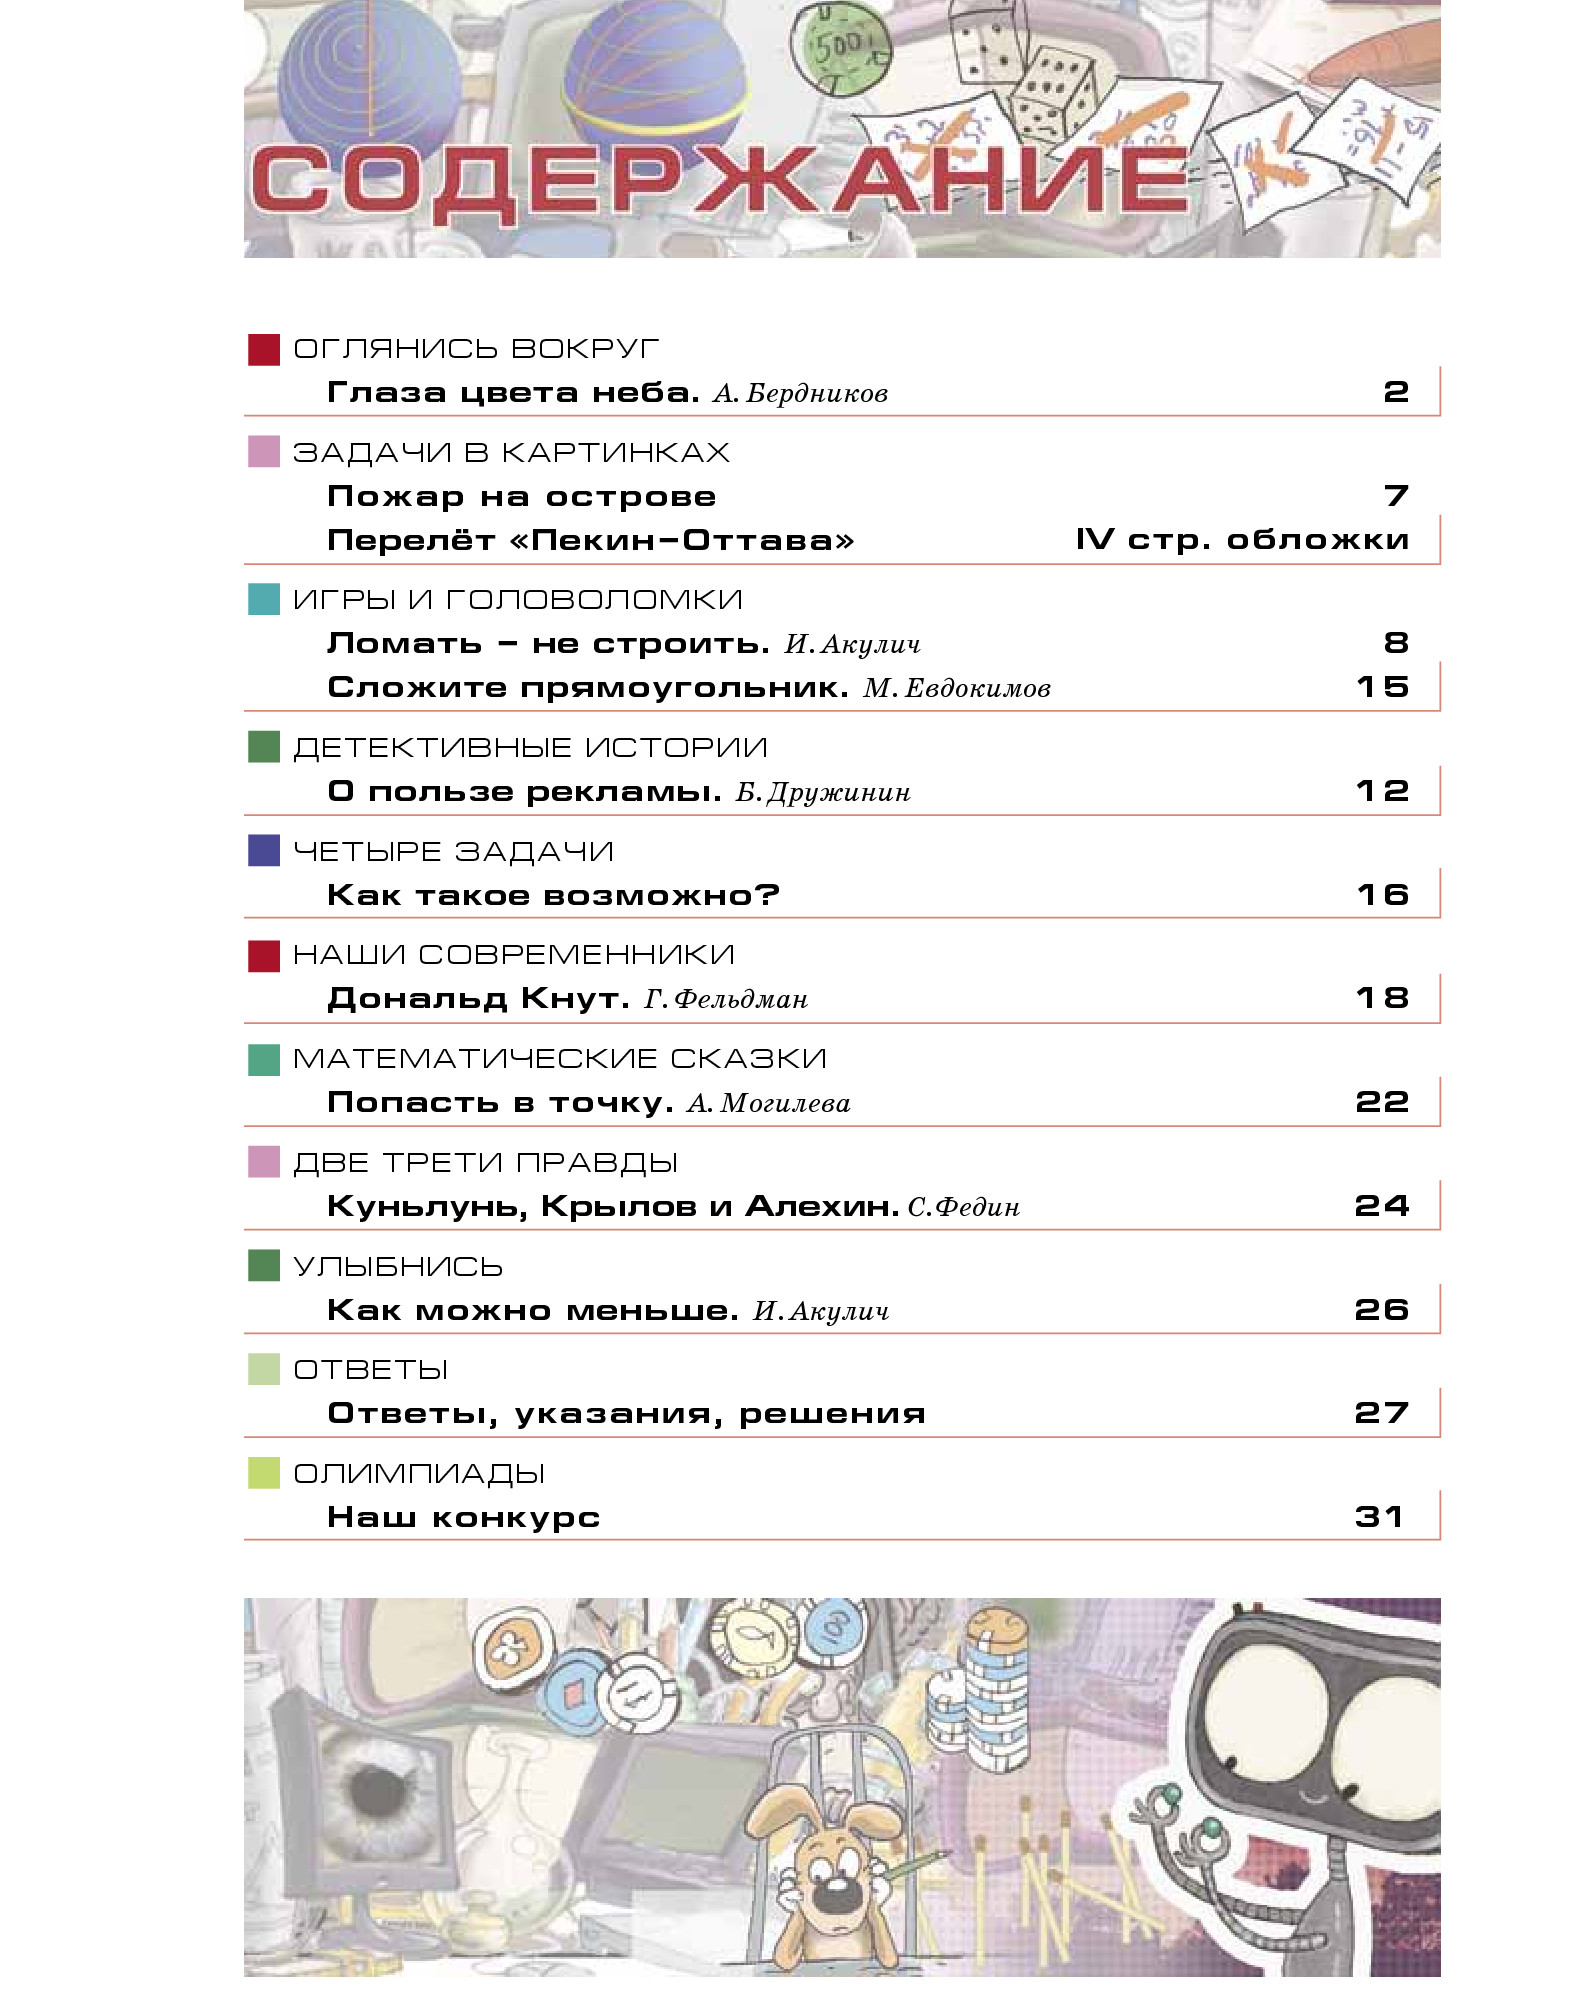 500
СОДЕРЖАНИЕ
ОГЛЯНИСЬ ВОКРУГ
Глаза цвета неба. А. Бердников 2
ЗАДАЧИ В КАРТИНКАХ
Пожар на острове 7
Перелёт «Пекин–Оттава» IV стр. обложки
ИГРЫ И ГОЛОВОЛОМКИ
Ломать – не строить. И. Акулич 8
Сложите прямоугольник. М. Евдокимов 15
ДЕТЕКТИВНЫЕ ИСТОРИИ
О пользе рекламы. Б. Дружинин 12
ЧЕТЫРЕ ЗАДАЧИ
Как такое возможно? 16
НАШИ СОВРЕМЕННИКИ
Дональд Кнут. Г. Фельдман 18
МАТЕМАТИЧЕСКИЕ СКАЗКИ
Попасть в точку. А. Могилева 22
ДВЕ ТРЕТИ ПРАВДЫ
Куньлунь, Крылов и Алехин. С.Федин 24
УЛЫБНИСЬ
Как можно меньше. И. Акулич 26
ОТВЕТЫ
Ответы, указания, решения 27
ОЛИМПИАДЫ
Наш конкурс 31